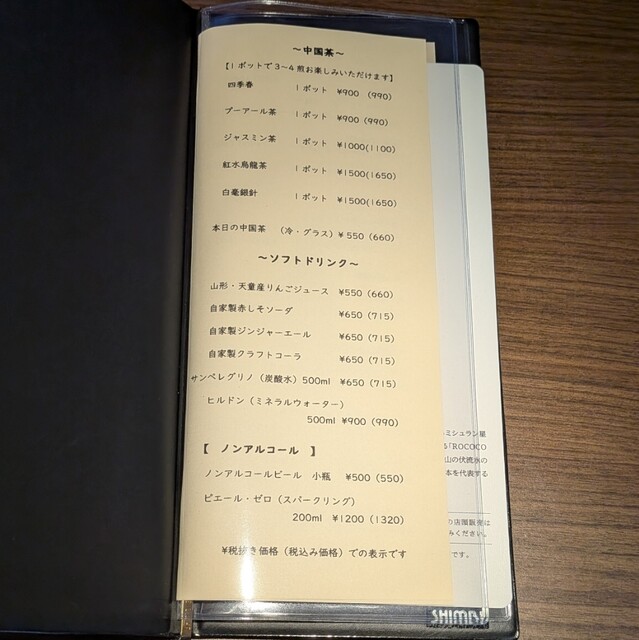 ～中国茶～
【１ポットで３～４煎お楽しみいただけます】
四季春 １ポット ¥900 (990)
プーアール茶 １ポット ¥900 (990)
ジャスミン茶 １ポット ¥1000(1100)
紅水烏龍茶 １ポット ¥1500(1650)
白毫銀針 １ポット ¥1500(1650)
本日の中国茶 （冷・グラス）¥550 (660)
～ソフトドリンク～
山形・天童産りんごジュース ¥550 (660)
自家製赤しそソーダ ¥650 (715)
自家製ジンジャーエール ¥650 (715)
自家製クラフトコーラ ¥650 (715)
サンペレグリノ（炭酸水）500ml ¥650 (715)
ヒルドン（ミネラルウォーター）
500ml ¥900 (990)
【 ノンアルコール 】
ノンアルコールビール 小瓶 ¥500 (550)
ピエール・ゼロ（スパークリング）
200ml ¥1200 (1320)
¥税抜き価格（税込み価格）での表示です
ミシュラン星
「ROCOCO
山の伏流水の
本を代表する
の店頭販売は
みください。
です。